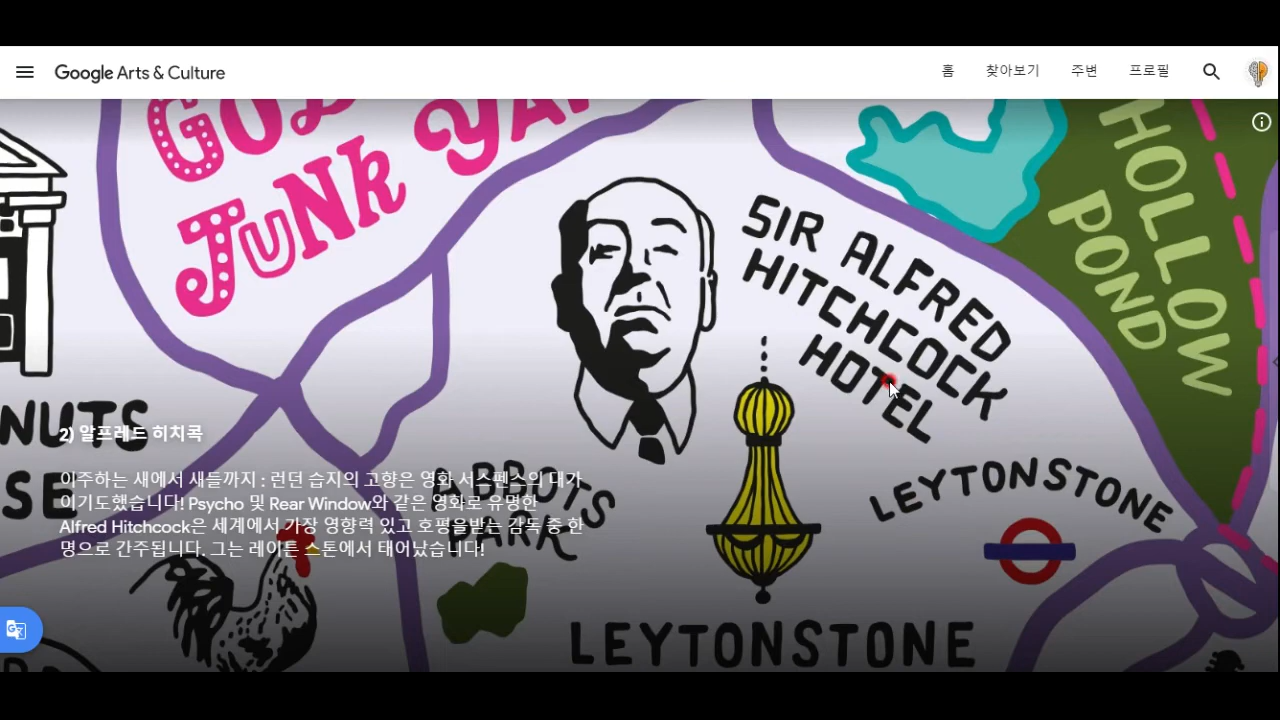 Google Arts & Culture
홈 찾아보기 주변 프로필
JUNK YAR
SIR ALFRED
HITCHCOCK
HOTEL
HOLLOW
POND
NUTS
SE
2) 알프레드 히치콕
이주하는 새에서 새들까지 : 런던 습지의 고향은 영화 서스펜스의 대가
이기도했습니다! Psycho 및 Rear Window와 같은 영화로 유명한
Alfred Hitchcock은 세계에서 가장 영향력 있고 호평을받는 감독 중 한
명으로 간주됩니다. 그는 레이튼 스톤에서 태어났습니다!
ABBOTS
PARK
LEYTONSTONE
LEYTONSTONE